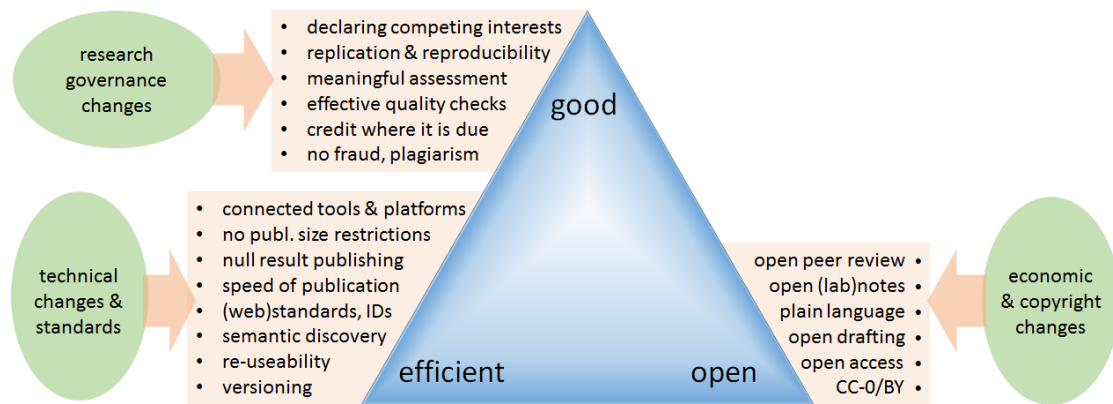 research
governance
changes
• declaring competing interests
• replication & reproducibility
• meaningful assessment
• effective quality checks
• credit where it is due
• no fraud, plagiarism
good
technical
changes &
standards
• connected tools & platforms
• no publ. size restrictions
• null result publishing
• speed of publication
• (web)standards, IDs
• semantic discovery
• re-useability
• versioning
efficient
open
open peer review •
open (lab)notes •
plain language •
open drafting •
open access •
CC-0/BY •
economic
& copyright
changes